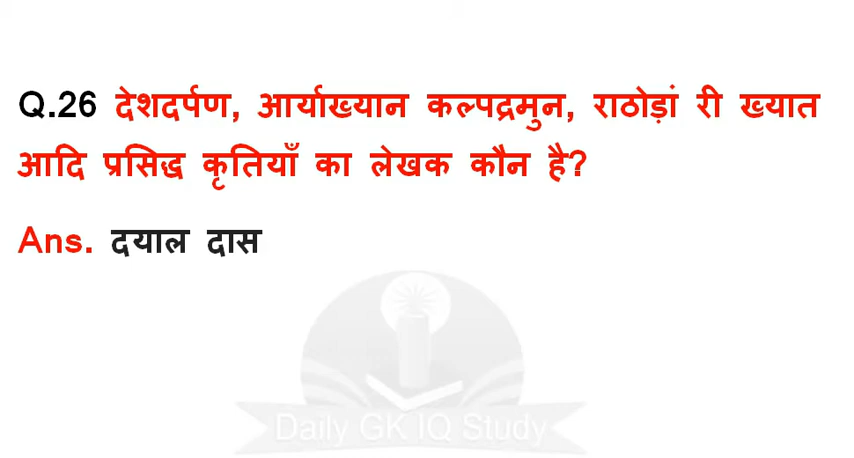 Q.26 देशदर्पण, आर्याख्यान कल्पद्रमुन, राठोड़ां री ख्यात
आदि प्रसिद्ध कृतियाँ का लेखक कौन है?
Ans. दयाल दास
Daily GK IQ Study